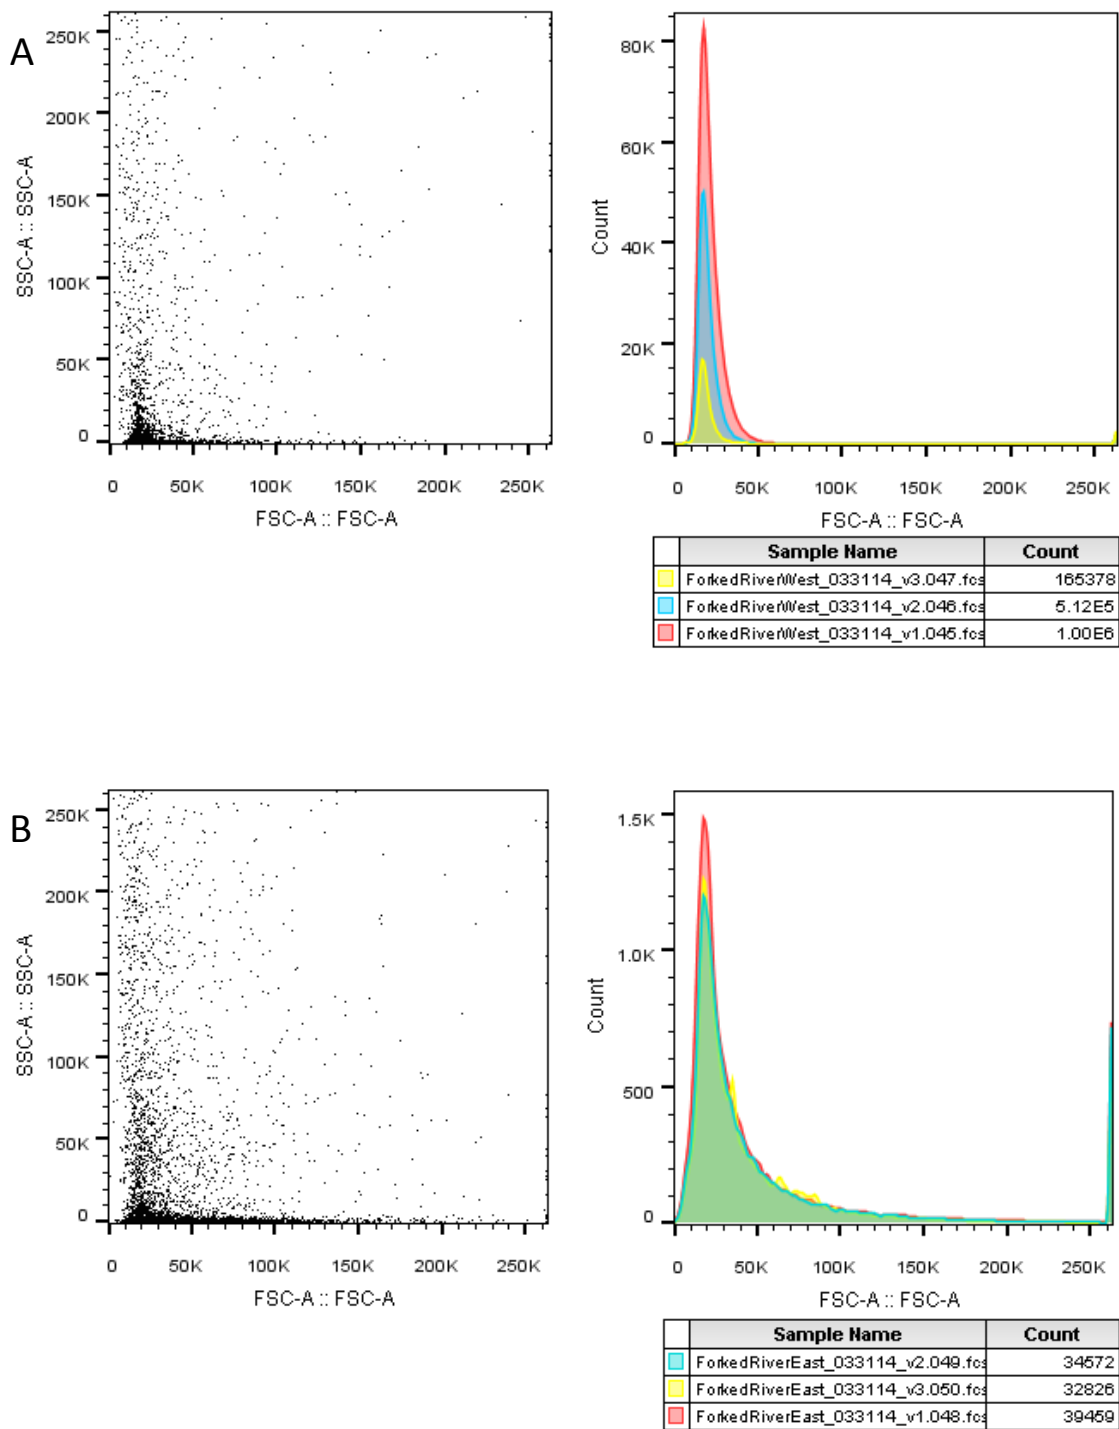 A
250K
200K
150K
100K
50K
0
SSC-A :: SSC-A
0 50K 100K 150K 200K 250K
FSC-A :: FSC-A
80K
60K
40K
20K
0
Count
0 50K 100K 150K 200K 250K
FSC-A :: FSC-A
Sample Name Count
ForkedRiverWest_033114_v3.047.fcs 165378
ForkedRiverWest_033114_v2.046.fcs 5.12E5
ForkedRiverWest_033114_v1.045.fcs 1.00E6
B
250K
200K
150K
100K
50K
0
SSC-A :: SSC-A
0 50K 100K 150K 200K 250K
FSC-A :: FSC-A
1.5K
1.0K
500
0
Count
0 50K 100K 150K 200K 250K
FSC-A :: FSC-A
Sample Name Count
ForkedRiverEast_033114_v2.049.fcs 34572
ForkedRiverEast_033114_v3.050.fcs 32826
ForkedRiverEast_033114_v1.048.fcs 39459